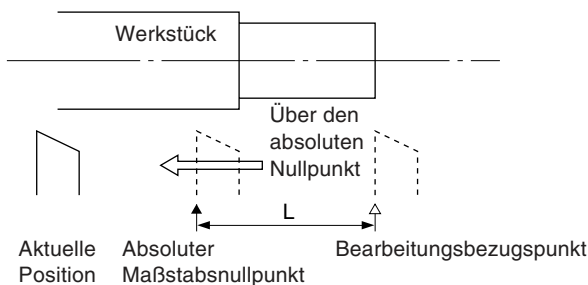 Werkstück
Über den
absoluten
Nullpunkt
L
Aktuelle
Position
Absoluter
Maßstabsnullpunkt
Bearbeitungsbezugspunkt